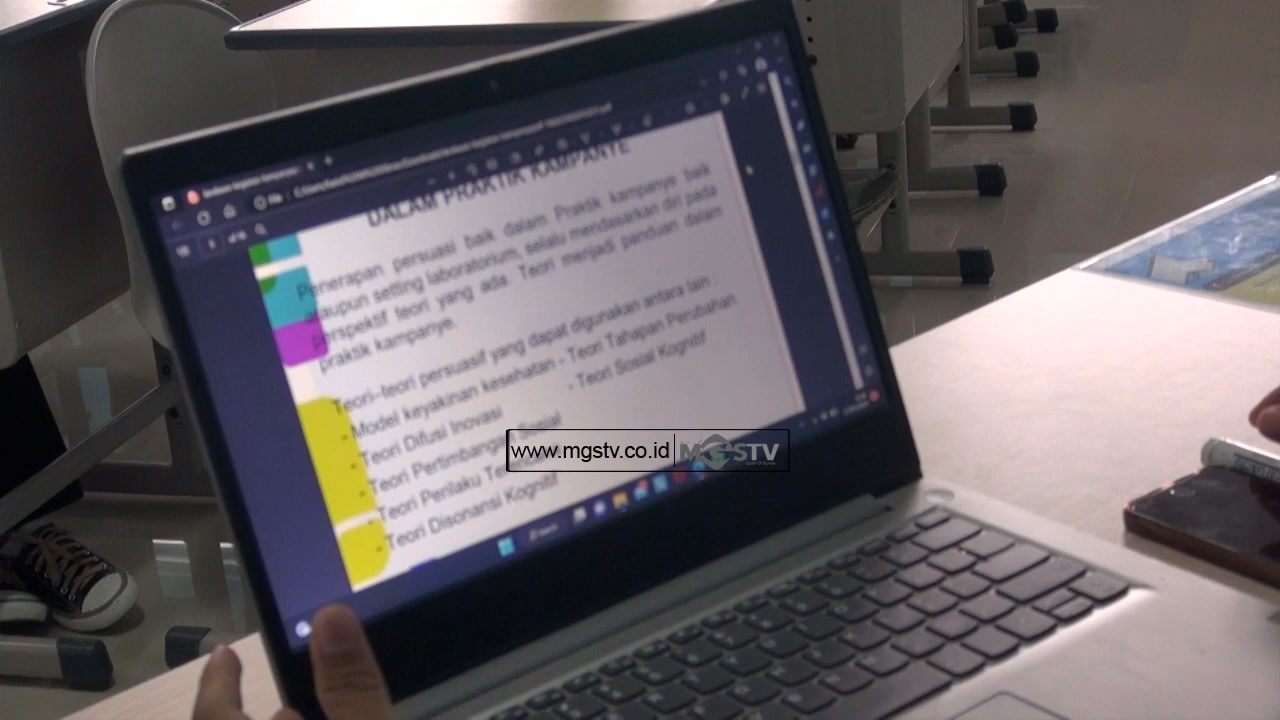 DALAM PRAKTIK KAMPANYE
Penerapan persuasi baik dalam Praktik kampanye baik
maupun setting laboratorium, selalu mendasarkan diri pada
perspektif teori yang ada. Teori menjadi panduan dalam
praktik kampanye.
Teori-teori persuasif yang dapat digunakan antara lain :
- Model keyakinan kesehatan - Teori Tahapan Perubahan
- Teori Difusi Inovasi - Teori Sosial Kognitif
- Teori Pertimbangan Sosial
- Teori Perilaku
- Teori Disonansi Kognitif
www.mgstv.co.id MGSTV